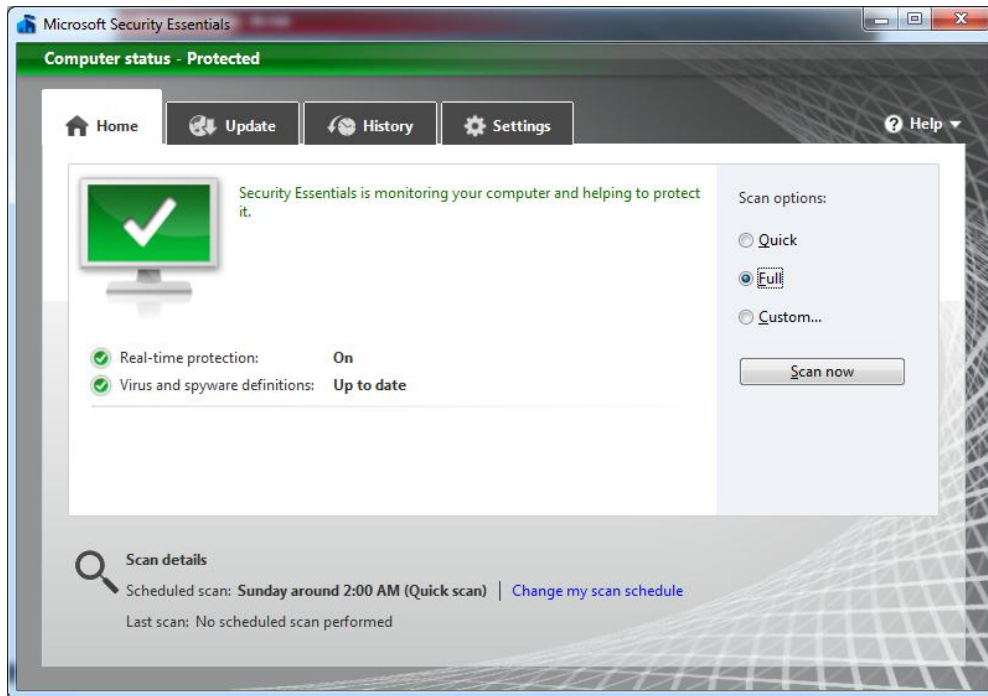 Microsoft Security Essentials
Computer status - Protected
Home
Update
History
Settings
Help
Security Essentials is monitoring your computer and helping to protect
it.
Scan options:
Quick
Full
Custom...
Scan now
Real-time protection: On
Virus and spyware definitions: Up to date
Scan details
Scheduled scan: Sunday around 2:00 AM (Quick scan) | Change my scan schedule
Last scan: No scheduled scan performed